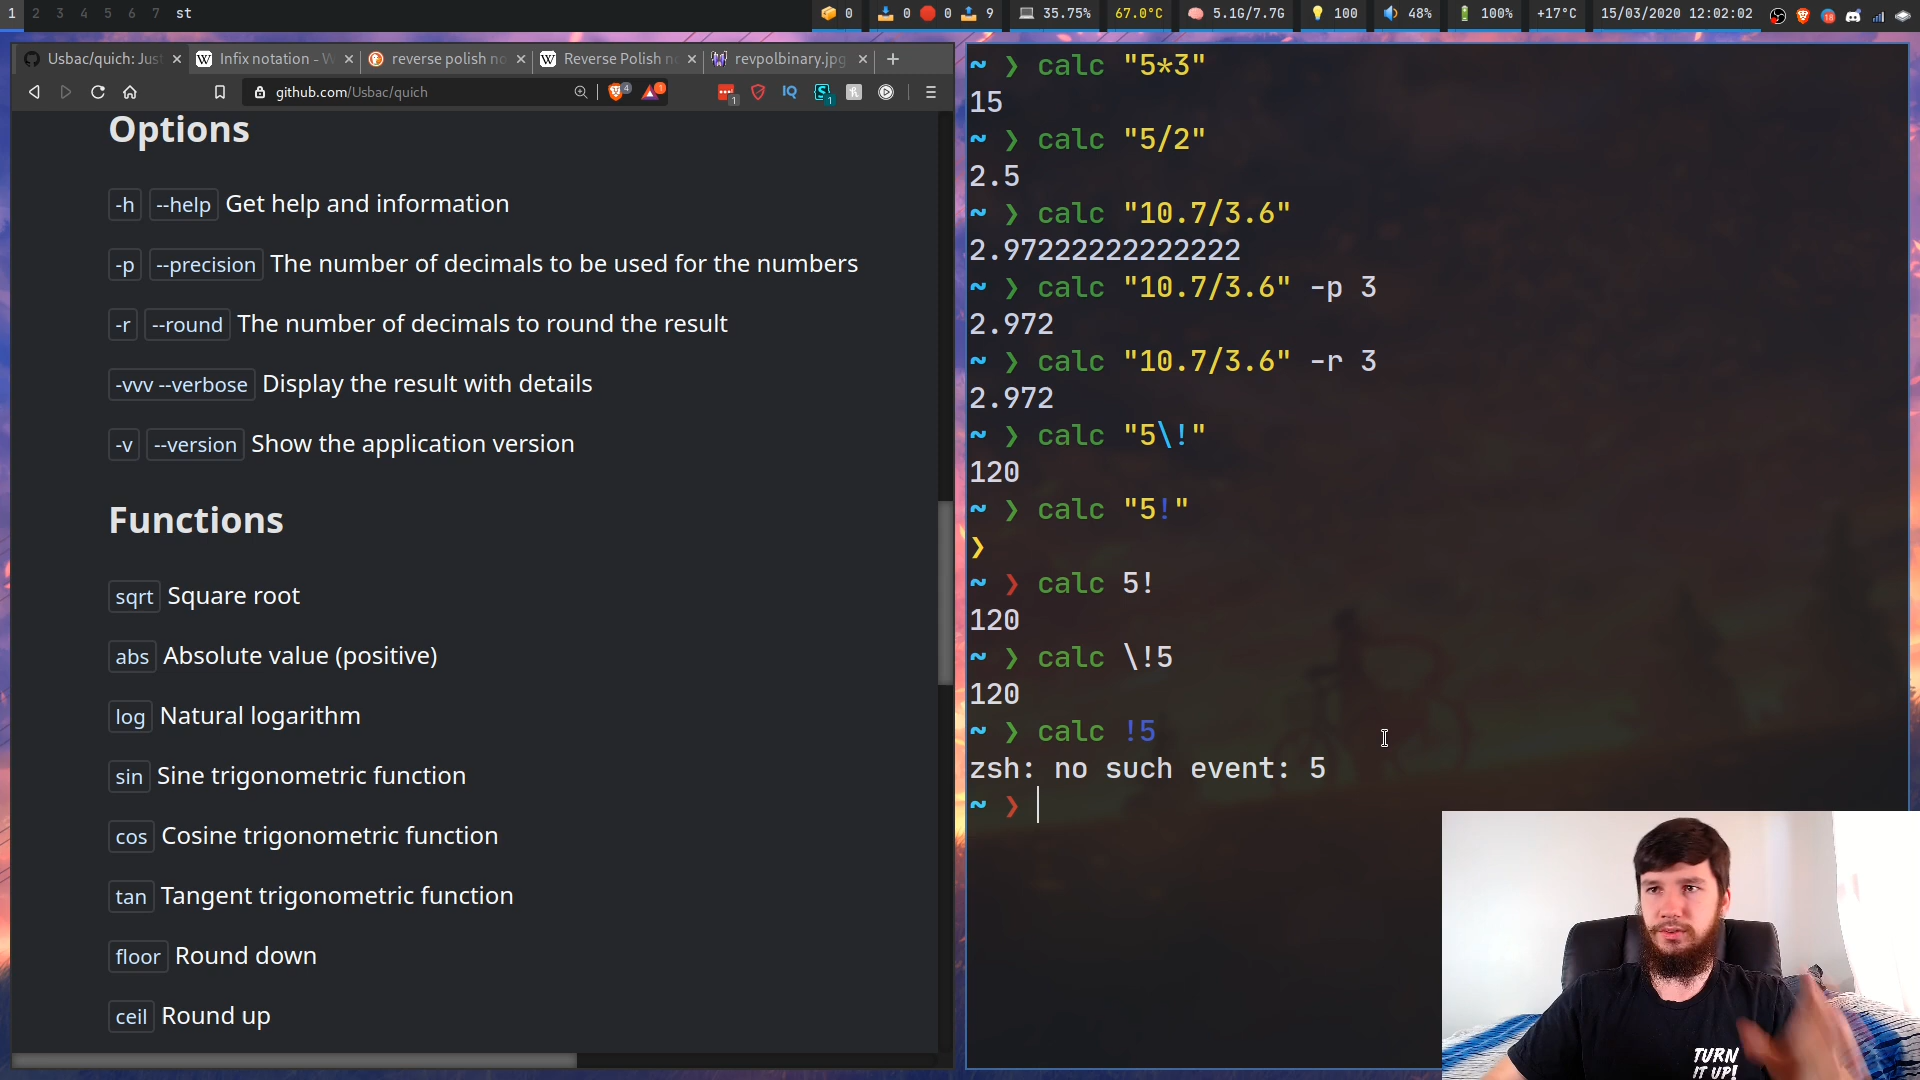 1 2 3 4 5 6 7 st
0 0 0 9 35.75% 67.0°C 5.1G/7.7G 100 48% 100% +17°C 15/03/2020 12:02:02
Usbac/quich: Jus
Infix notation - W
reverse polish no
Reverse Polish n
revpolbinary.jpg
github.com/Usbac/quich
4
1
1
IQ
1
Options
-h --help Get help and information
-p --precision The number of decimals to be used for the numbers
-r --round The number of decimals to round the result
-vvv --verbose Display the result with details
-v --version Show the application version
Functions
sqrt Square root
abs Absolute value (positive)
log Natural logarithm
sin Sine trigonometric function
cos Cosine trigonometric function
tan Tangent trigonometric function
floor Round down
ceil Round up
~ ❯ calc "5*3"
15
~ ❯ calc "5/2"
2.5
~ ❯ calc "10.7/3.6"
2.97222222222222
~ ❯ calc "10.7/3.6" -p 3
2.972
~ ❯ calc "10.7/3.6" -r 3
2.972
~ ❯ calc "5\!"
120
~ ❯ calc "5!"
❯
~ ❯ calc 5!
120
~ ❯ calc \!5
120
~ ❯ calc !5
zsh: no such event: 5
~ ❯
TURN
IT UP!